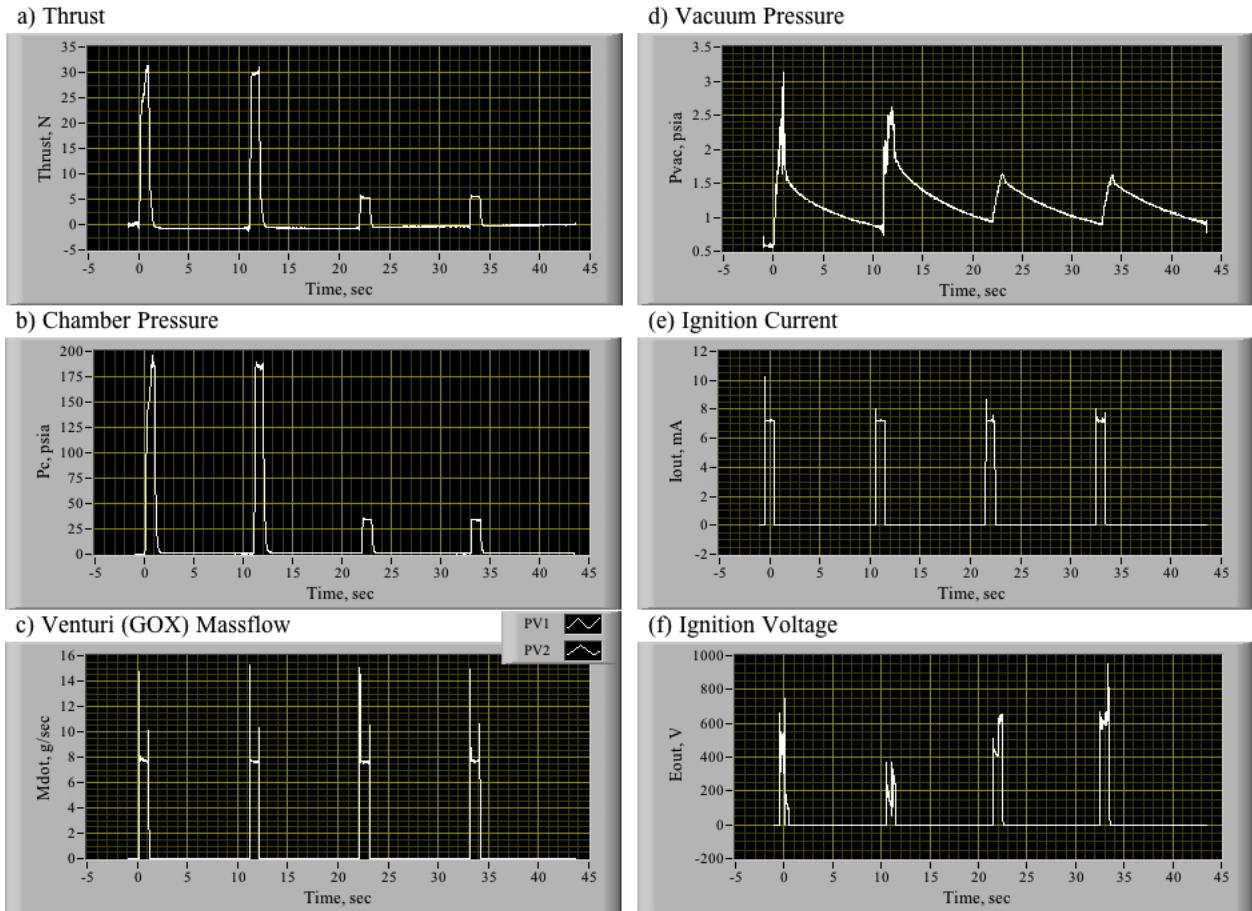 a) Thrust
35
30
25
20
15
10
5
0
-5
Thrust, N
-5 0 5 10 15 20 25 30 35 40 45
Time, sec
b) Chamber Pressure
200
175
150
125
100
75
50
25
0
Pc, psia
-5 0 5 10 15 20 25 30 35 40 45
Time, sec
c) Venturi (GOX) Massflow
PV1
PV2
16
14
12
10
8
6
4
2
0
Mdot, g/sec
-5 0 5 10 15 20 25 30 35 40 45
Time, sec
d) Vacuum Pressure
3.5
3
2.5
2
1.5
1
0.5
Pvac, psia
-5 0 5 10 15 20 25 30 35 40 45
Time, sec
(e) Ignition Current
12
10
8
6
4
2
0
-2
Iout, mA
-5 0 5 10 15 20 25 30 35 40 45
Time, sec
(f) Ignition Voltage
1000
800
600
400
200
0
-200
Eout, V
-5 0 5 10 15 20 25 30 35 40 45
Time, sec